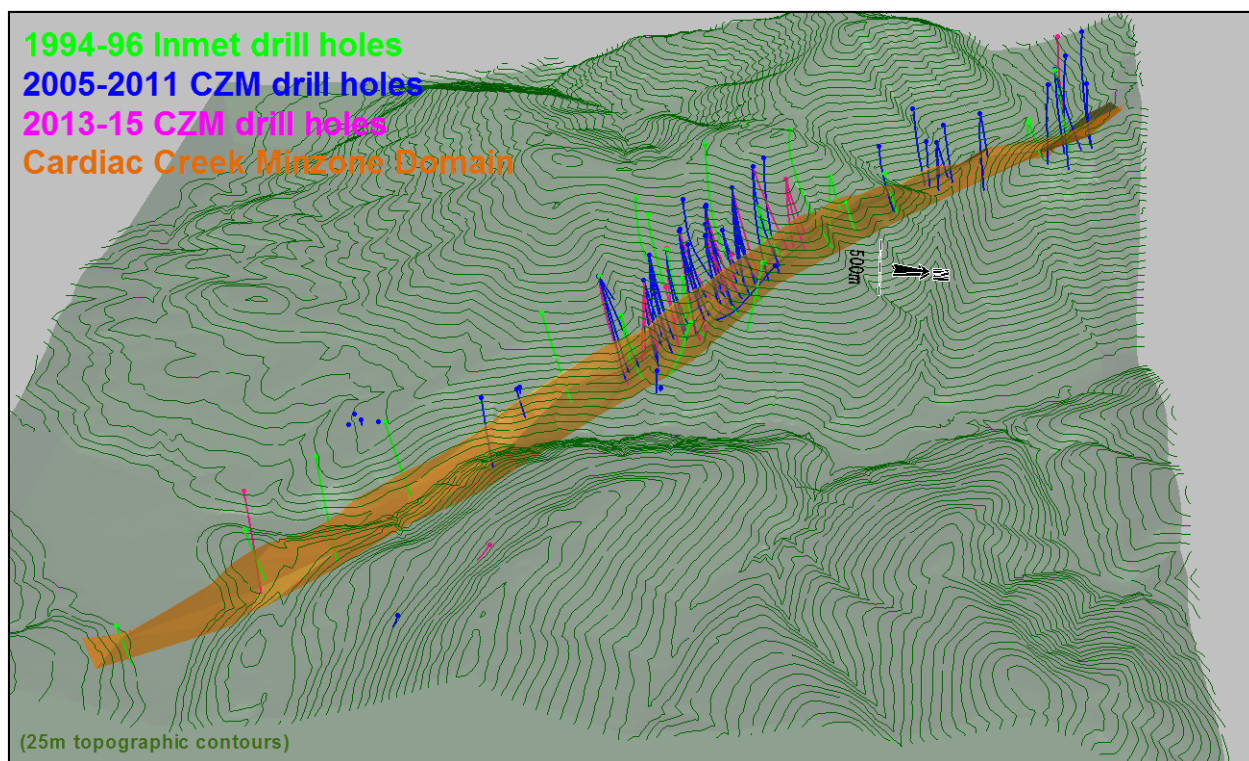 1994-96 Inmet drill holes
2005-2011 CZM drill holes
2013-15 CZM drill holes
Cardiac Creek Minzone Domain
500m
(25m topographic contours)